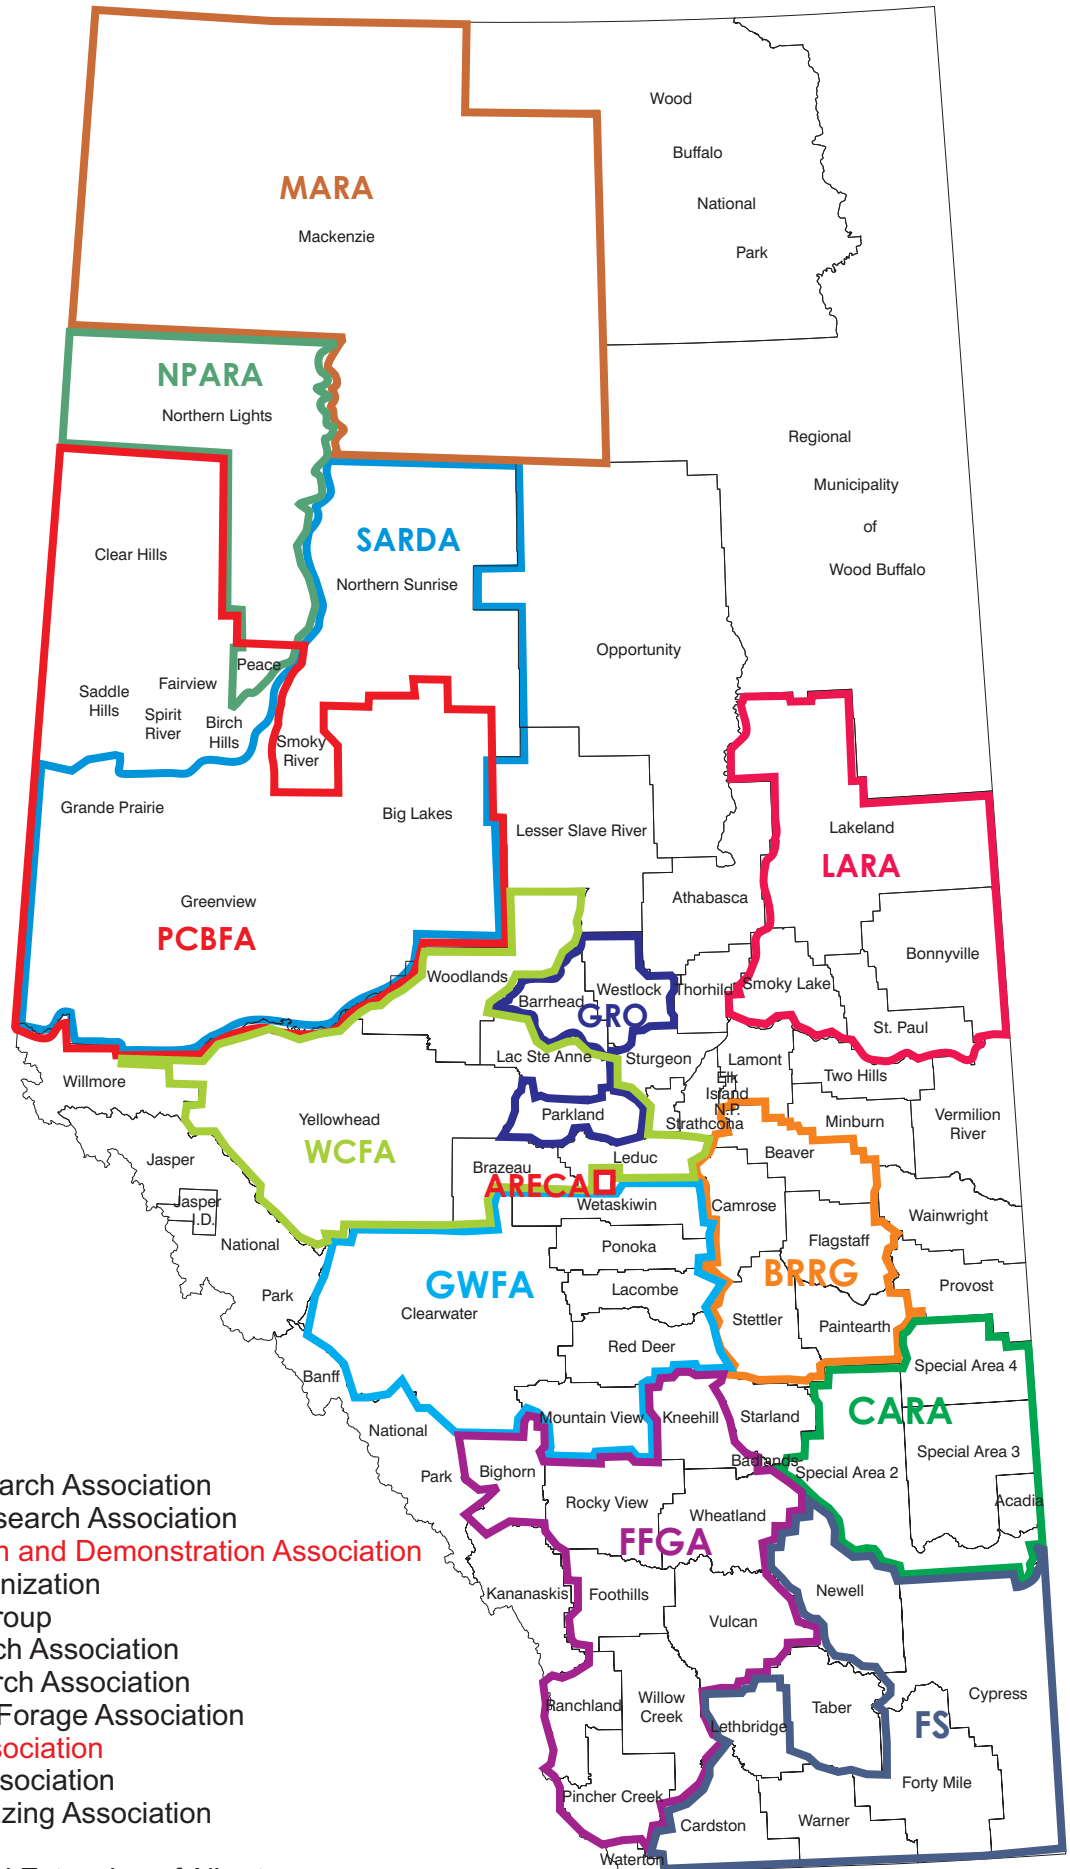 Wood
Buffalo
National
Park
MARA
Mackenzie
NPARA
Northern Lights
Regional
Municipality
of
Wood Buffalo
SARDA
Northern Sunrise
Clear Hills
Opportunity
Peace
Fairview
Saddle
Hills
Spirit
River
Birch
Hills
Smoky
River
Grande Prairie
Big Lakes
Lesser Slave River
Lakeland
LARA
Athabasca
Greenview
PCBFA
Bonnyville
Woodlands
Barrhead
Westlock
Thorhild
Smoky Lake
GRO
St. Paul
Lac Ste Anne
Sturgeon
Lamont
Elk
Island
N.P.
Two Hills
Willmore
Yellowhead
WCFA
Parkland
Strathcona
Minburn
Vermilion
River
Jasper
Brazeau
Leduc
Beaver
ARECA
Wetaskiwin
Camrose
Wainwright
Jasper
I.D.
National
Park
Ponoka
Flagstaff
BRRG
GWFA
Clearwater
Lacombe
Provost
Stettler
Paintearth
Red Deer
Banff
National
Park
Special Area 4
CARA
Mountain View
Kneehill
Starland
Special Area 3
Badlands
Special Area 2
Bighorn
Acadia
Rocky View
Wheatland
FFGA
Kananaskis
Foothills
Newell
Vulcan
Ranchland
Willow
Creek
Lethbridge
Taber
Cypress
FS
Pincher Creek
Forty Mile
Cardston
Warner
Waterton
arch Association
search Association
and Demonstration Association
nization
roup
ch Association
rch Association
Forage Association
sociation
sociation
zing Association